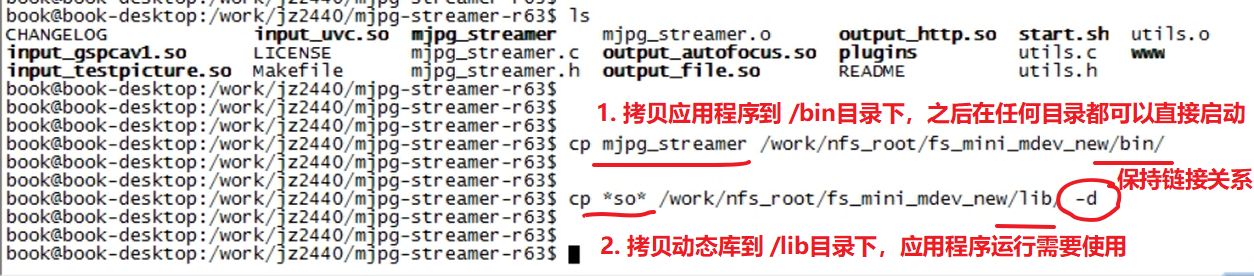 book@book-desktop:/work/jz2440/mjpg-streamer-r63$
book@book-desktop:/work/jz2440/mjpg-streamer-r63$ ls
CHANGELOG input_uvc.so mjpg_streamer mjpg_streamer.o output_http.so start.sh utils.o
input_gspcav1.so LICENSE mjpg_streamer.c output_autofocus.so plugins utils.c www
input_testpicture.so Makefile mjpg_streamer.h output_file.so README utils.h
book@book-desktop:/work/jz2440/mjpg-streamer-r63$
book@book-desktop:/work/jz2440/mjpg-streamer-r63$ 1. 拷贝应用程序到 /bin目录下，之后在任何目录都可以直接启动
book@book-desktop:/work/jz2440/mjpg-streamer-r63$
book@book-desktop:/work/jz2440/mjpg-streamer-r63$ cp mjpg_streamer /work/nfs_root/fs_mini_mdev_new/bin/
book@book-desktop:/work/jz2440/mjpg-streamer-r63$ 保持链接关系
book@book-desktop:/work/jz2440/mjpg-streamer-r63$
book@book-desktop:/work/jz2440/mjpg-streamer-r63$ cp *so* /work/nfs_root/fs_mini_mdev_new/lib/ -d
book@book-desktop:/work/jz2440/mjpg-streamer-r63$
book@book-desktop:/work/jz2440/mjpg-streamer-r63$ 2. 拷贝动态库到 /lib目录下，应用程序运行需要使用
book@book-desktop:/work/jz2440/mjpg-streamer-r63$